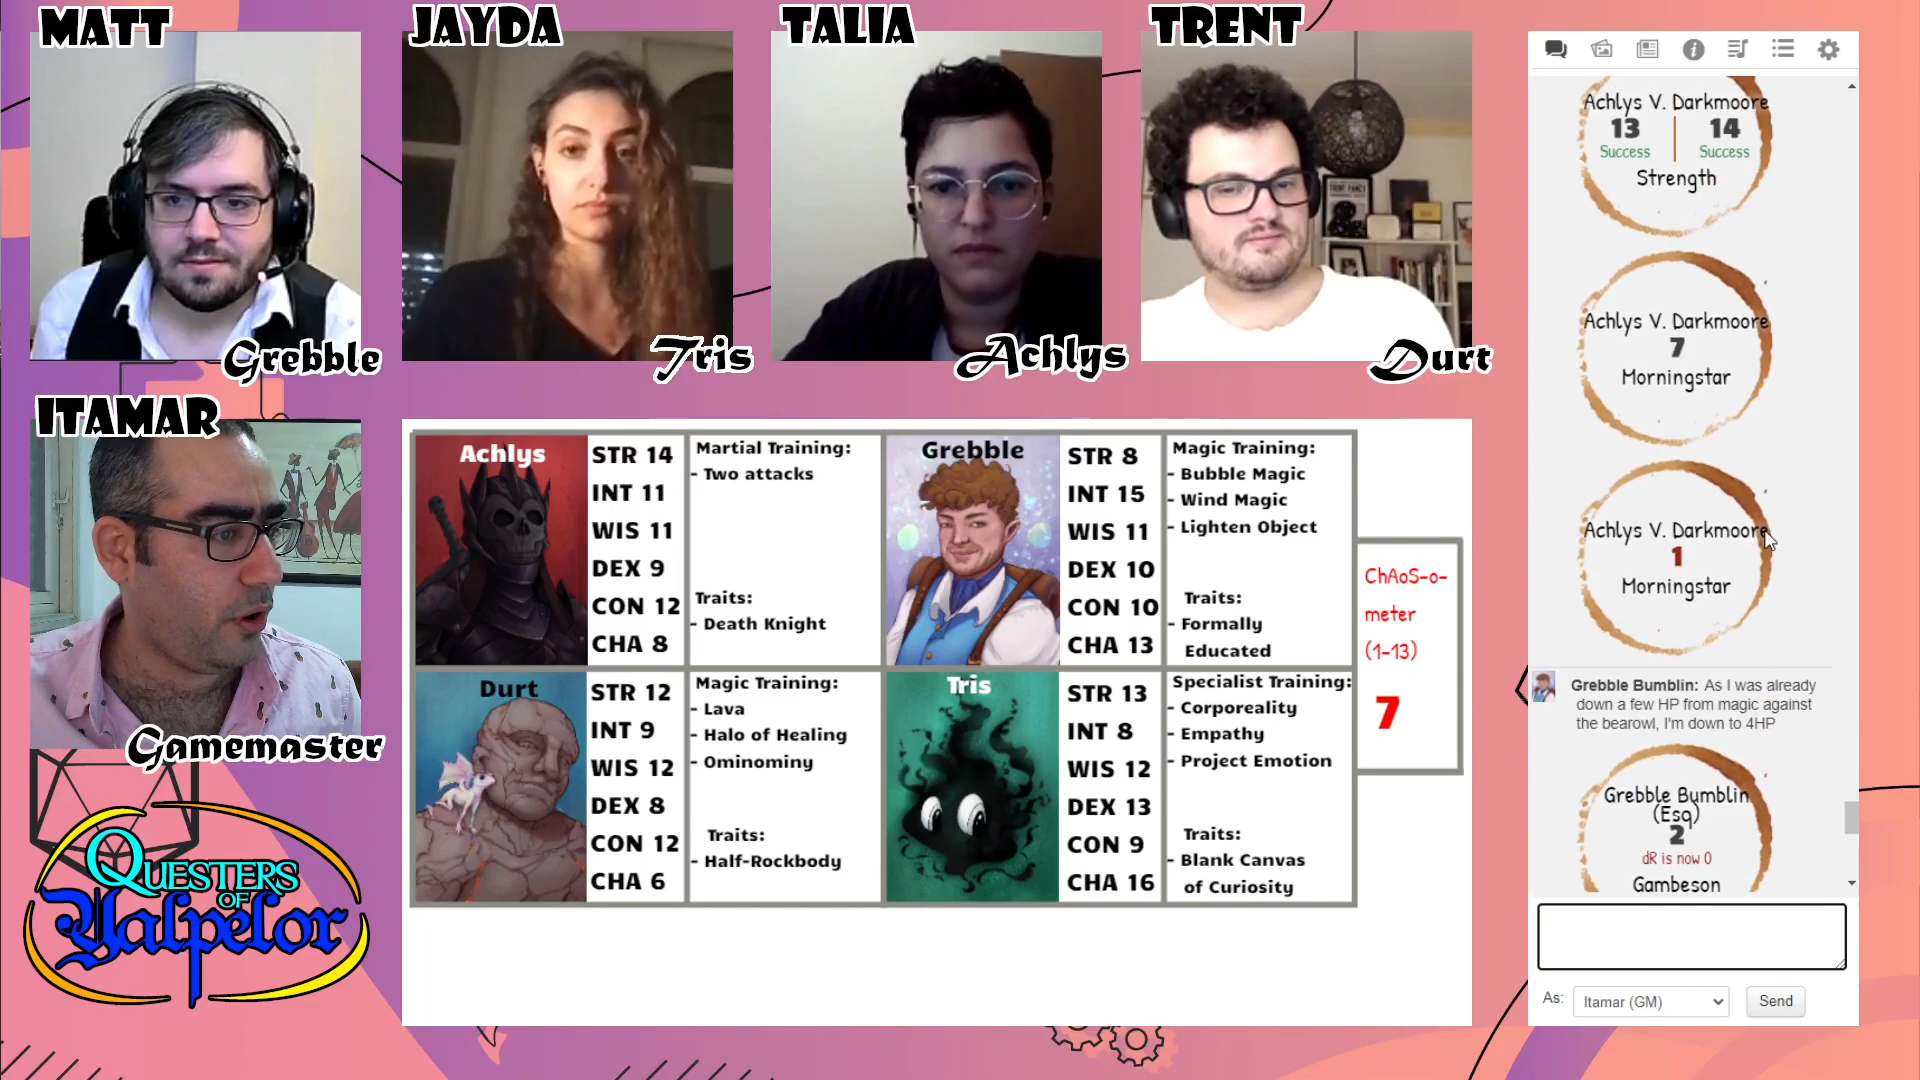 MATT
Grebble
JAYDA
Tris
TALIA
Achlys
TRENT
Durt
ITAMAR
Gamemaster
QUESTERS
OF
Yalpelor
Achlys
STR 14
INT 11
WIS 11
DEX 9
CON 12
CHA 8
Martial Training:
- Two attacks
Traits:
- Death Knight
Grebble
STR 8
INT 15
WIS 11
DEX 10
CON 10
CHA 13
Magic Training:
- Bubble Magic
- Wind Magic
- Lighten Object
Traits:
- Formally
Educated
Durt
STR 12
INT 9
WIS 12
DEX 8
CON 12
CHA 6
Magic Training:
- Lava
- Halo of Healing
- Ominominy
Traits:
- Half-Rockbody
Tris
STR 13
INT 8
WIS 12
DEX 13
CON 9
CHA 16
Specialist Training:
- Corporeality
- Empathy
- Project Emotion
Traits:
- Blank Canvas
of Curiosity
ChAoS-o-
meter
(1-13)
7
Achlys V. Darkmoore
13 14
Success Success
Strength
Achlys V. Darkmoore
7
Morningstar
Achlys V. Darkmoore
1
Morningstar
Grebble Bumblin: As I was already
down a few HP from magic against
the bearowl, I'm down to 4HP
Grebble Bumblin
(Esq)
2
dR is now 0
Gambeson
As: Itamar (GM) Send